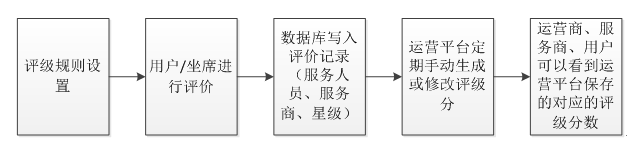 评级规则设
置
用户/坐席进
行评价
数据库写入
评价记录
（服务人
员、服务
商、星级）
运营平台定
期手动生成
或修改评级
分
运营商、服
务商、用户
可以看到运
营平台保存
的对应的评
级分数